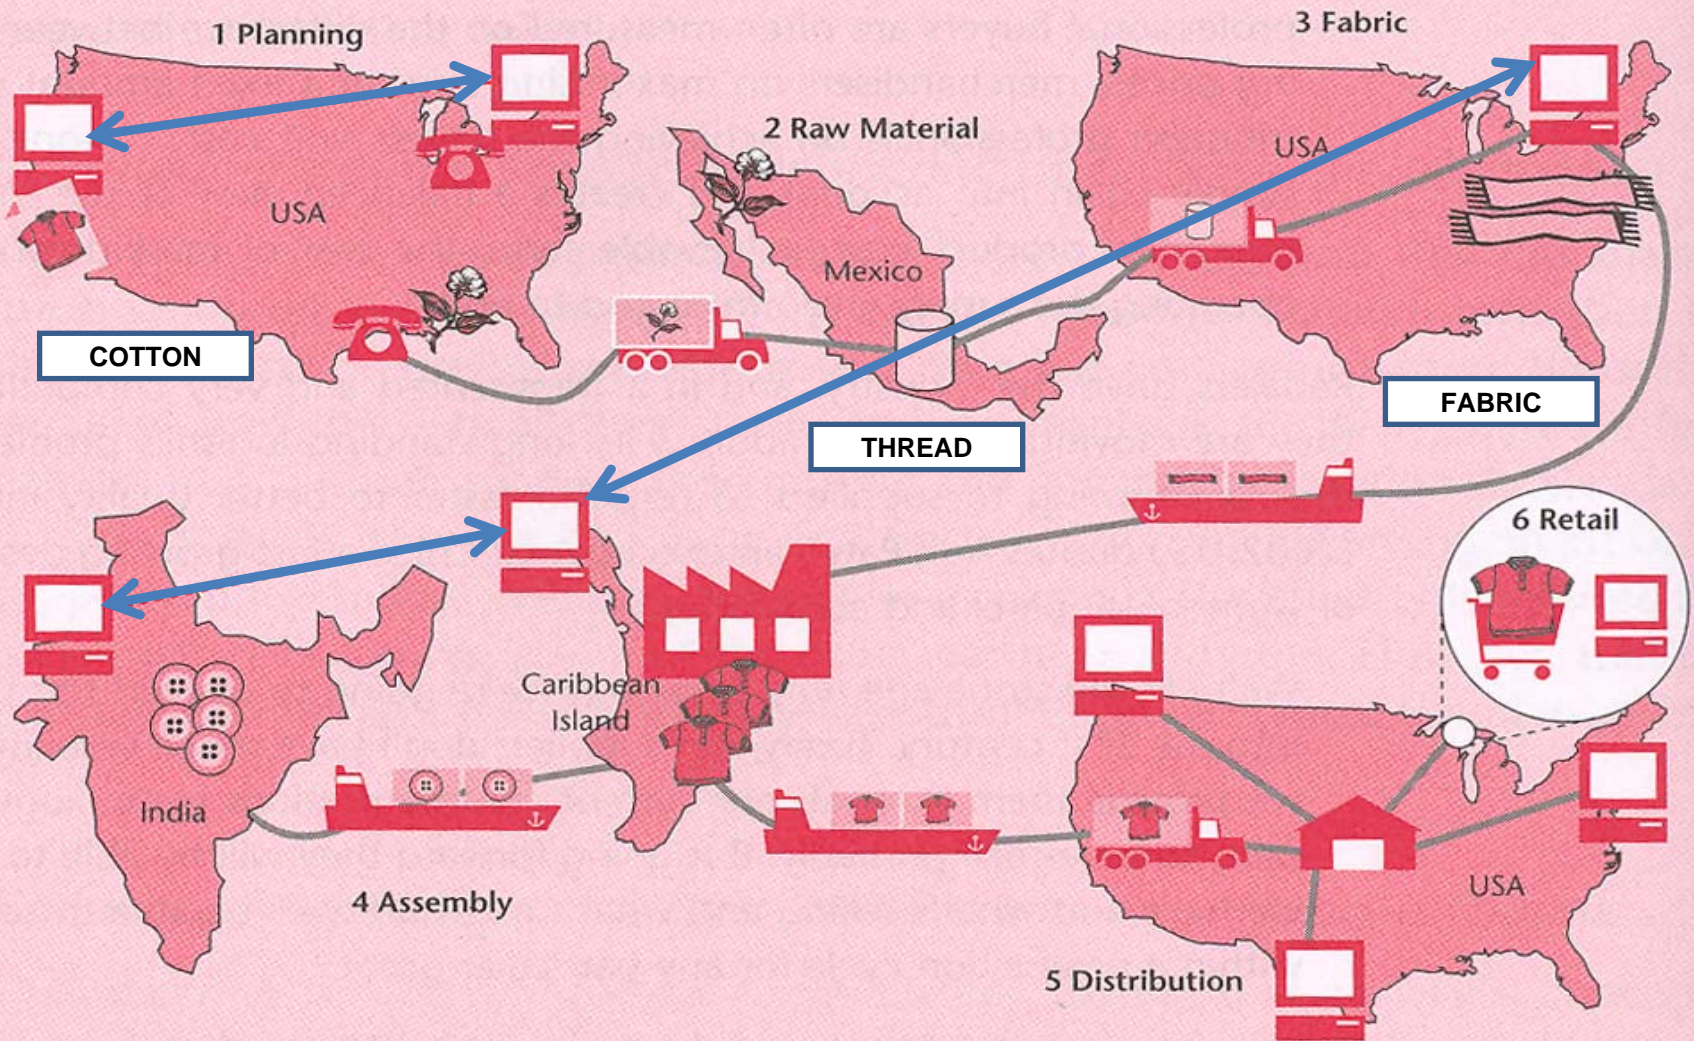 1 Planning
USA
COTTON
2 Raw Material
Mexico
THREAD
3 Fabric
USA
FABRIC
India
4 Assembly
Caribbean
Island
5 Distribution
USA
6 Retail